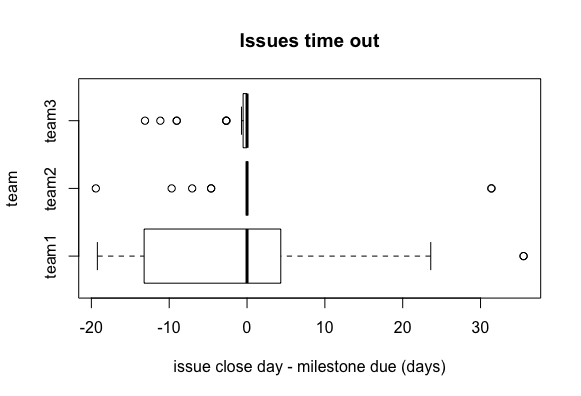 Issues time out
team
team3
team2
team1
-20 -10 0 10 20 30
issue close day - milestone due (days)